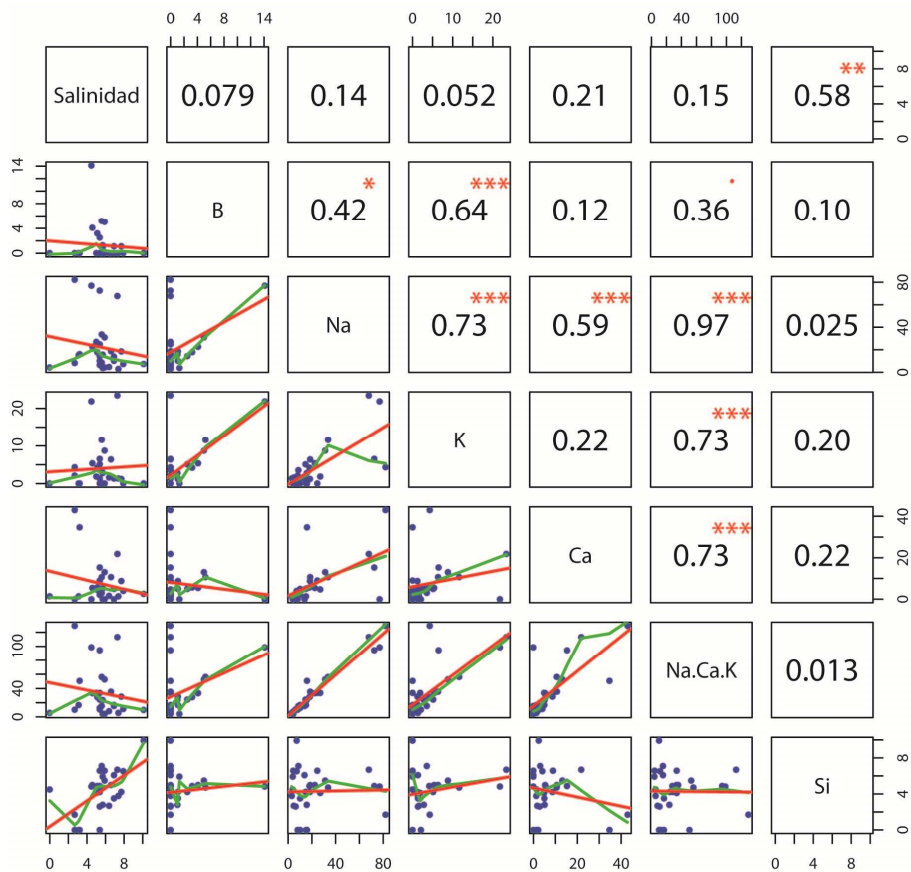 0 4 8 14 0 10 20 0 40 100
Salinidad 0.079 0.14 0.052 0.21 0.15 0.58 ** 0 4 8
0 4 8 14 B 0.42 * 0.64 *** 0.12 0.36 . 0.10
Na 0.73 *** 0.59 *** 0.97 *** 0.025 0 40 80
0 10 20 K 0.22 0.73 *** 0.20
Ca 0.73 *** 0.22 0 20 40
0 40 100 Na.Ca.K 0.013
Si 0 4 8
0 4 8 0 40 80 0 20 40 0 4 8